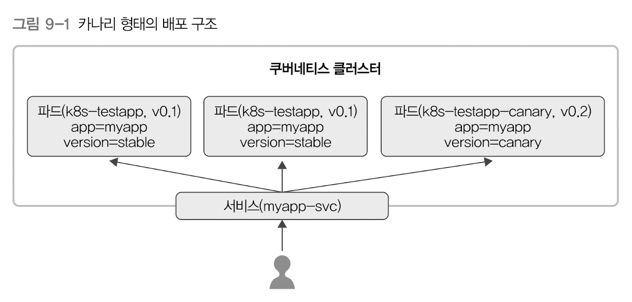 그림 9-1 카나리 형태의 배포 구조
쿠버네티스 클러스터
파드(k8s-testapp, v0.1)
app=myapp
version=stable
파드(k8s-testapp, v0.1)
app=myapp
version=stable
파드(k8s-testapp-canary, v0.2)
app=myapp
version=canary
서비스(myapp-svc)